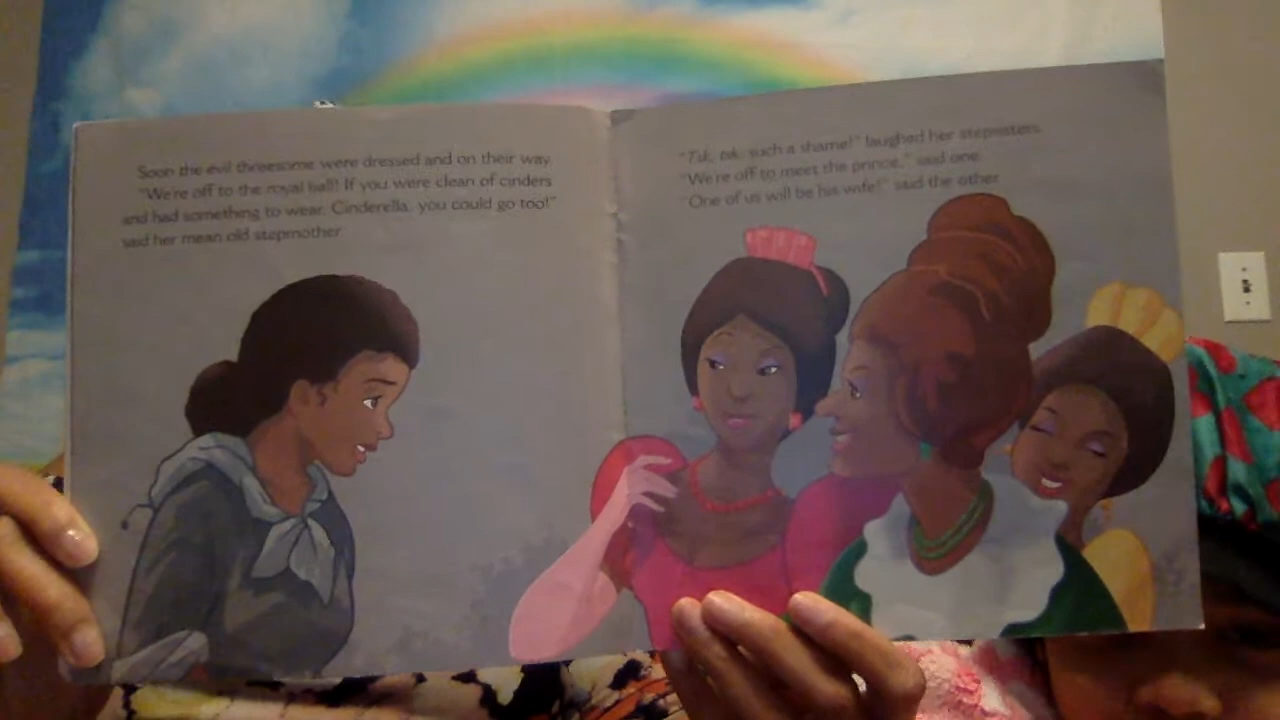 Soon the evil threesome were dressed and on their way.
"We're off to the royal ball! If you were clean of cinders
and had something to wear, Cinderella, you could go too!"
said her mean old stepmother.
"Tsk, tsk, such a shame!" laughed her stepsisters.
"We're off to meet the prince," said one.
"One of us will be his wife!" said the other.